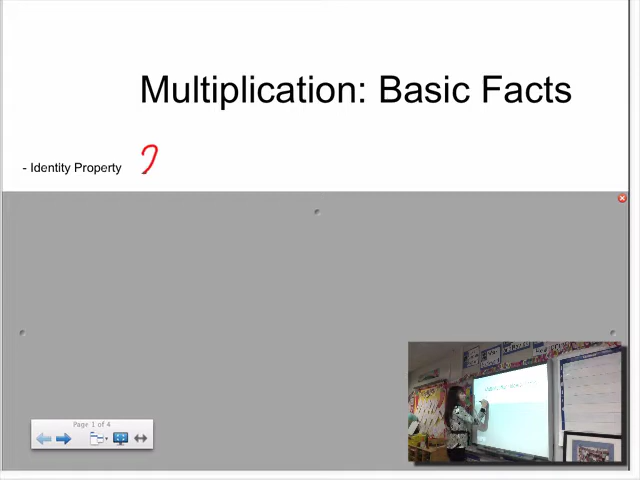 Multiplication: Basic Facts
- Identity Property
Page 1 of 4